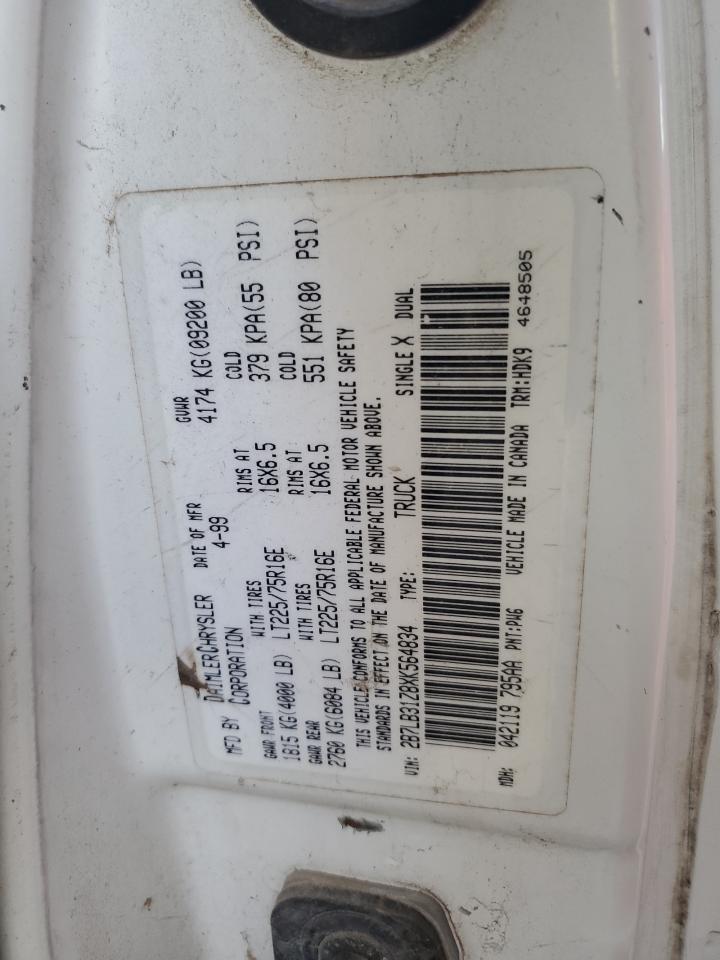 MFD BY DAIMLERCHRYSLER CORPORATION DATE OF MFR 4-99 GVWR 4174 KG(09200 LB)
GAWR FRONT WITH TIRES RIMS AT COLD
1815 KG(4000 LB) LT225/75R16E 16X6.5 379 KPA(55 PSI)
GAWR REAR WITH TIRES RIMS AT COLD
2760 KG(6084 LB) LT225/75R16E 16X6.5 551 KPA(80 PSI)
THIS VEHICLE CONFORMS TO ALL APPLICABLE FEDERAL MOTOR VEHICLE SAFETY
STANDARDS IN EFFECT ON THE DATE OF MANUFACTURE SHOWN ABOVE.
VIN: 2B7LB31Z8XK564834 TYPE: TRUCK SINGLE X DUAL
MDH: 042119 795AA PNT:PW6 VEHICLE MADE IN CANADA TRM:HDK9 4648505